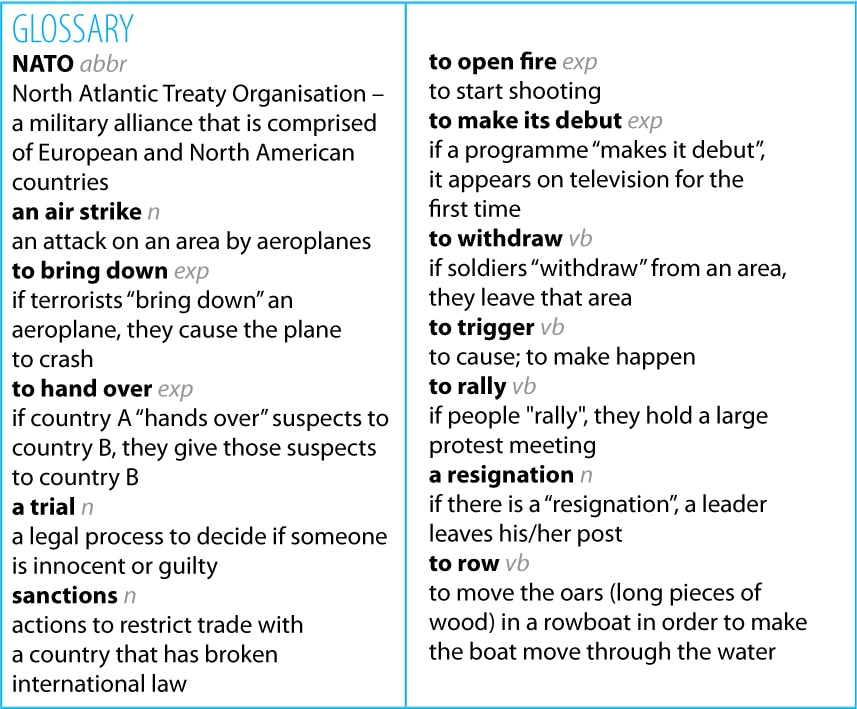 GLOSSARY
NATO abbr
North Atlantic Treaty Organisation –
a military alliance that is comprised
of European and North American
countries
an air strike n
an attack on an area by aeroplanes
to bring down exp
if terrorists “bring down” an
aeroplane, they cause the plane
to crash
to hand over exp
if country A “hands over” suspects to
country B, they give those suspects
to country B
a trial n
a legal process to decide if someone
is innocent or guilty
sanctions n
actions to restrict trade with
a country that has broken
international law
to open fire exp
to start shooting
to make its debut exp
if a programme “makes it debut”,
it appears on television for the
first time
to withdraw vb
if soldiers “withdraw” from an area,
they leave that area
to trigger vb
to cause; to make happen
to rally vb
if people "rally", they hold a large
protest meeting
a resignation n
if there is a “resignation”, a leader
leaves his/her post
to row vb
to move the oars (long pieces of
wood) in a rowboat in order to make
the boat move through the water